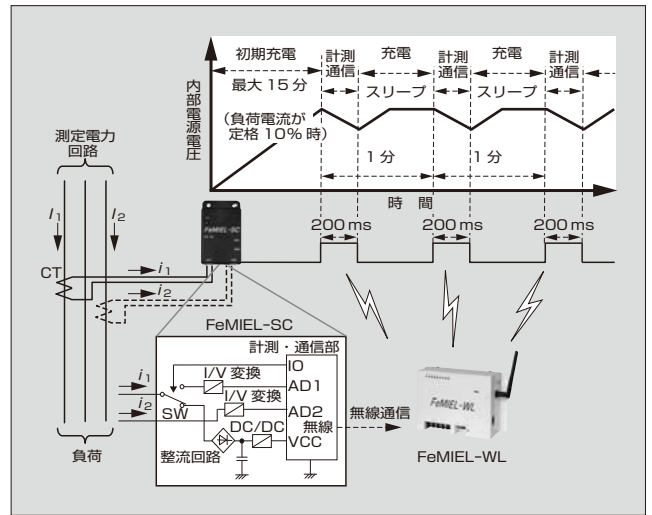 初期充電
最大 15 分
計測
通信
充電
スリープ
計測
通信
充電
スリープ
計測
通信
内部電源電圧
(負荷電流が
定格 10% 時)
1 分
1 分
時 間
測定電力
回路
I1
I2
FeMIEL-SC
200 ms
200 ms
200 ms
CT
i1
i2
FeMIEL-SC
計測・通信部
i1
i2
SW
I/V 変換
I/V 変換
DC/DC
整流回路
IO
AD1
AD2
無線
VCC
無線通信
FeMIEL-WL
FeMIEL-WL
負荷